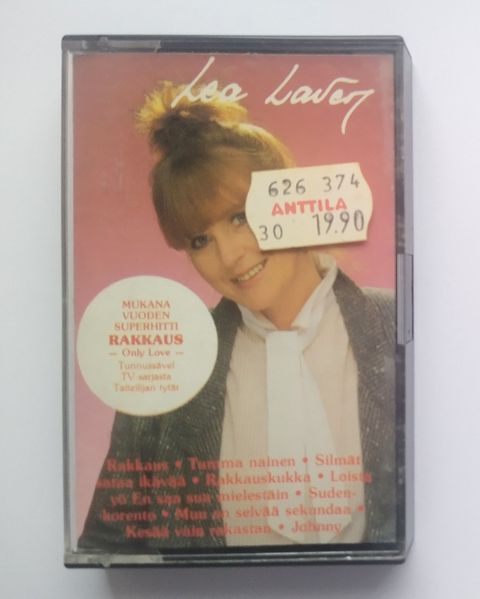 Lea Laven
626 374
ANTTILA
30 19.90
MUKANA
VUODEN
SUPERHITTI
RAKKAUS
— Only Love —
Tunnussävel
TV-sarjasta
Taiteilijan tytär
Rakkaus • Tumma nainen • Silmät
sataa ikävää • Rakkauskukka • Loista
yö En saa sua mielestäin • Suden-
korento • Muu on selvää sekundaa •
Kesää vain rakastan • Johnny